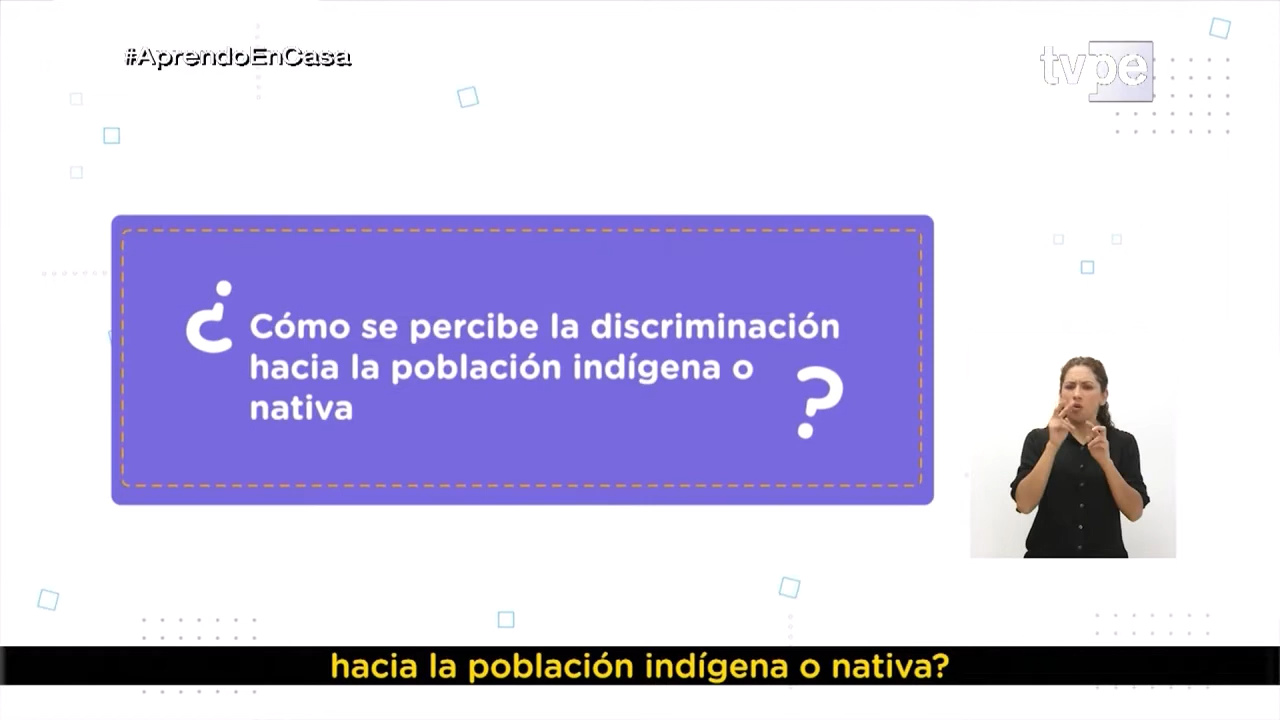 #AprendoEnCasa
tvpe
¿
Cómo se percibe la discriminación
hacia la población indígena o
nativa
?
hacia la población indígena o nativa?